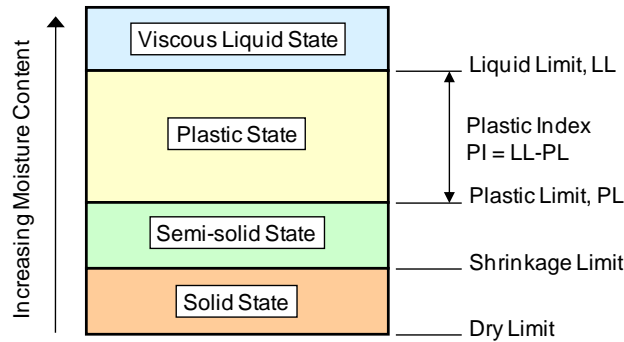 Increasing Moisture Content
Viscous Liquid State
Liquid Limit, LL
Plastic State
Plastic Index
PI = LL-PL
Plastic Limit, PL
Semi-solid State
Shrinkage Limit
Solid State
Dry Limit